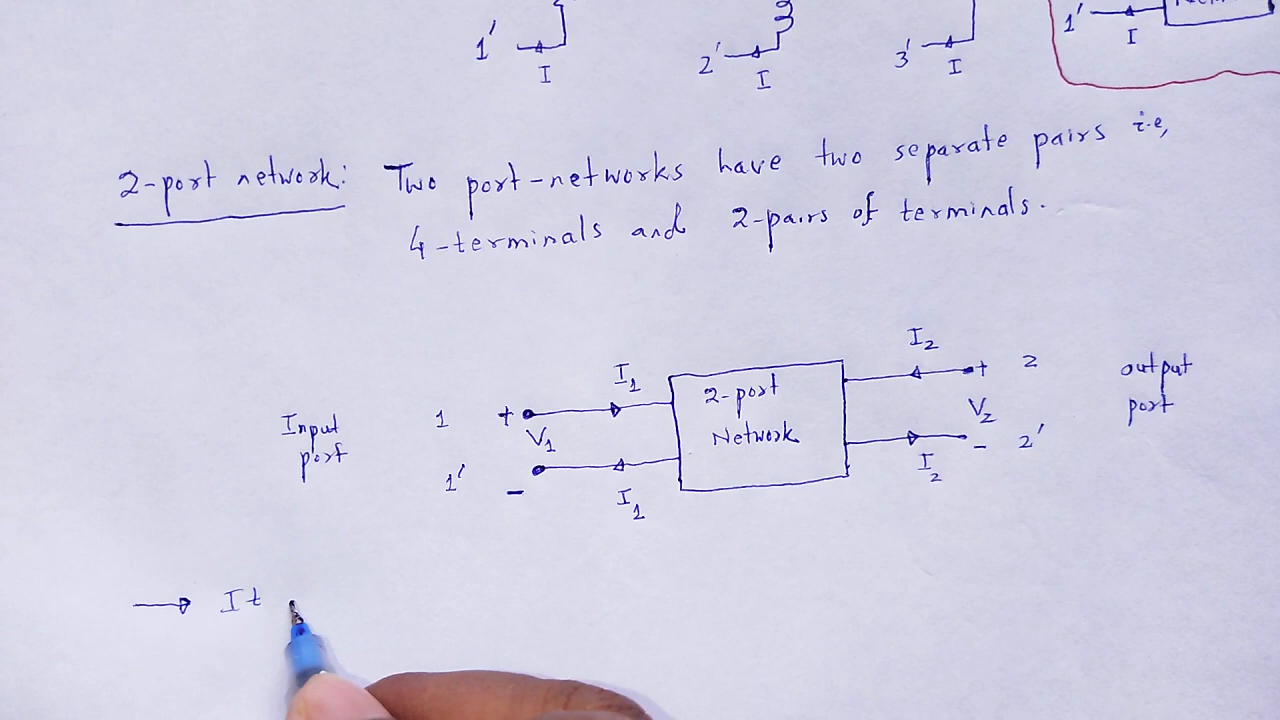 1' I
2' I
3' I
1' I
2-port network: Two port-networks have two separate pairs i.e,
4-terminals and 2-pairs of terminals.
I2
I1
2-port
Network
+ 2
output
port
Input
port
1 +
V1
V2
- 2'
1' -
I1
I2
→ It